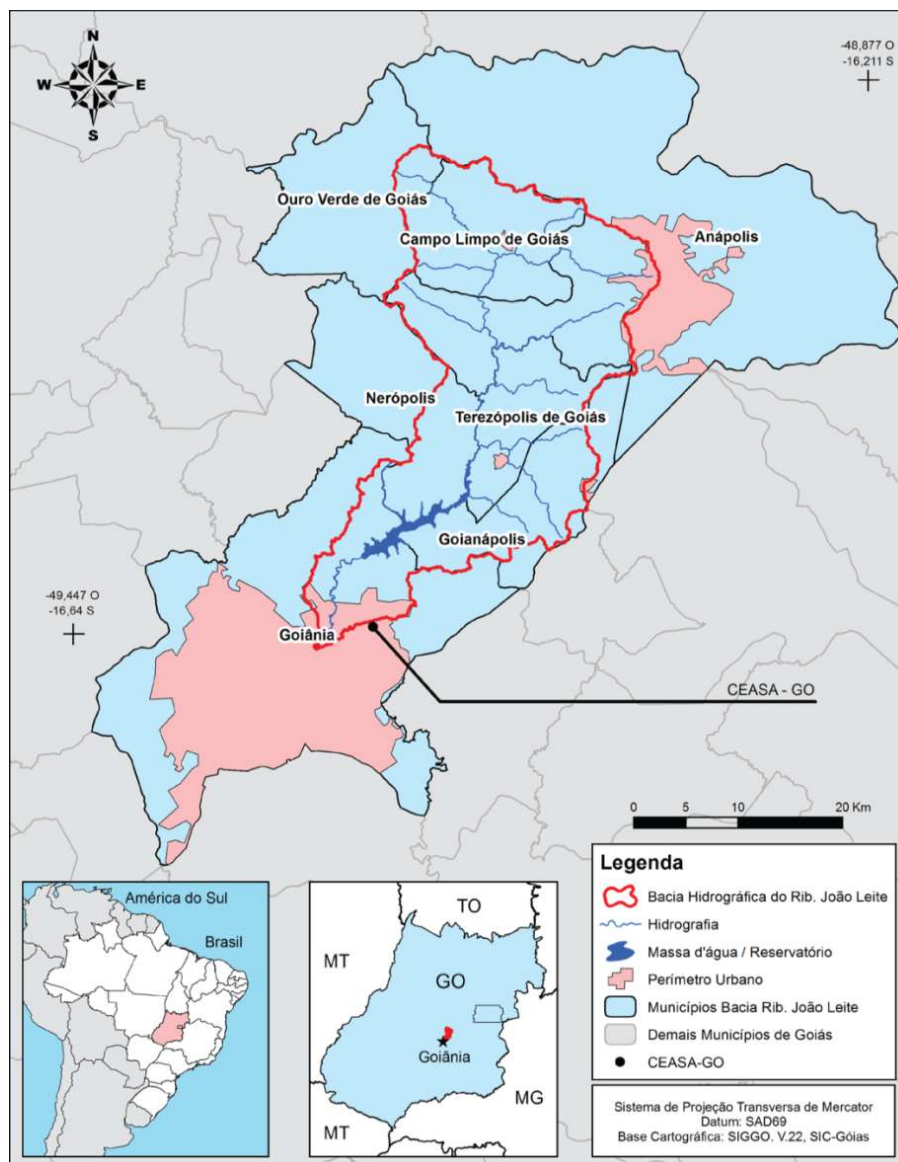 N
W E
S
-48,877 O
-16,211 S
Ouro Verde de Goiás
Campo Limpo de Goiás
Anápolis
Nerópolis
Terezópolis de Goiás
Goianápolis
-49,447 O
-16,64 S
Goiânia
CEASA - GO
0 5 10 20 Km
Legenda
Bacia Hidrográfica do Rib. João Leite
Hidrografia
Massa d'água / Reservatório
Perímetro Urbano
Municípios Bacia Rib. João Leite
Demais Municípios de Goiás
CEASA-GO
América do Sul
Brasil
TO
MT
GO
Goiânia
MG
MT
Sistema de Projeção Transversa de Mercator
Datum: SAD69
Base Cartográfica: SIGGO. V.22, SIC-Góias